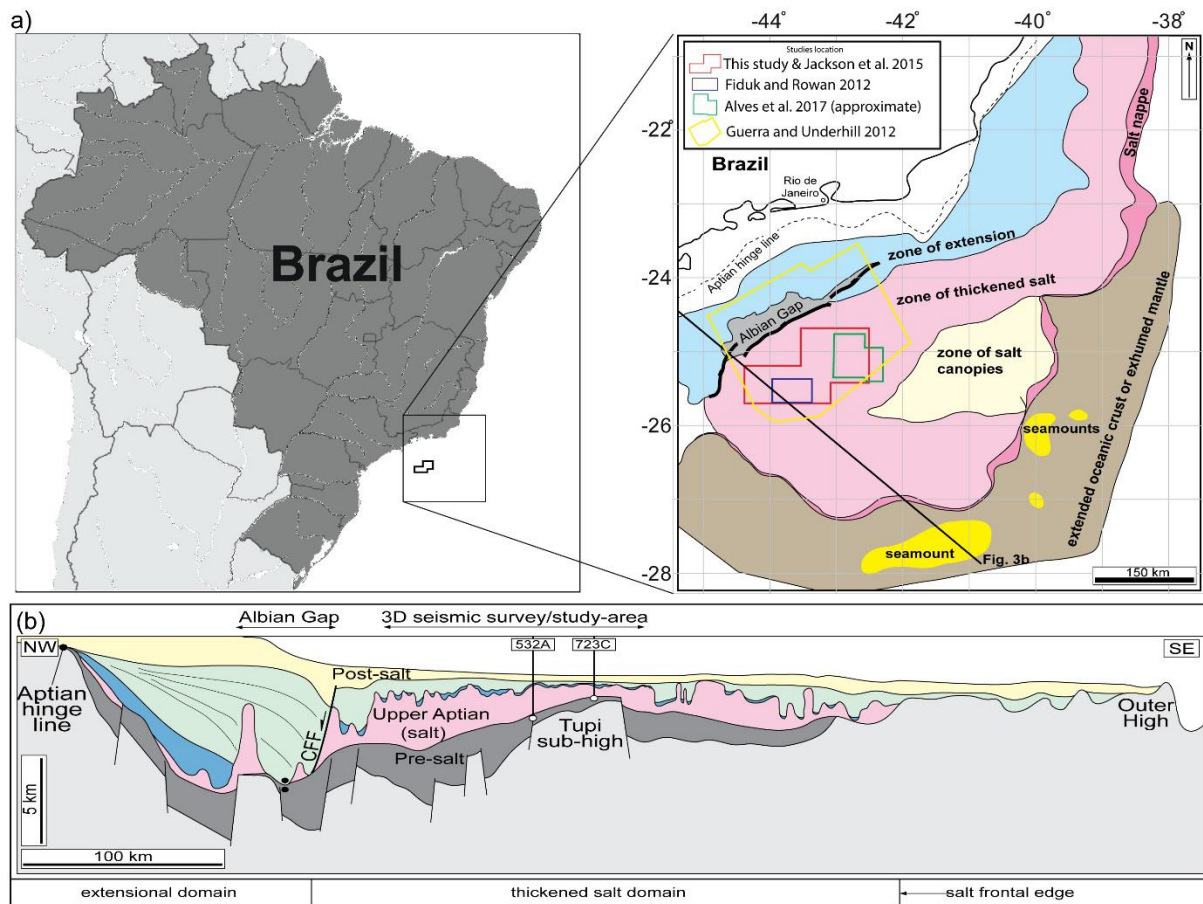 a)
Brazil
-44°
-42°
-40°
-38°
Studies location
This study & Jackson et al. 2015
Fiduk and Rowan 2012
Alves et al. 2017 (approximate)
Guerra and Underhill 2012
N
Salt nappe
-22
Brazil
Rio de
Janeiro
Aptian hinge line
zone of extension
-24
zone of thickened salt
Albian Gap
zone of salt
canopies
-26
seamounts
extended oceanic crust or exhumed mantle
seamount
Fig. 3b
-28
150 km
(b)
Albian Gap
3D seismic survey/study-area
NW
532A
723C
SE
Aptian
hinge
line
Post-salt
CFF
Upper Aptian
(salt)
Tupi
sub-high
Pre-salt
Outer
High
5 km
100 km
extensional domain
thickened salt domain
salt frontal edge